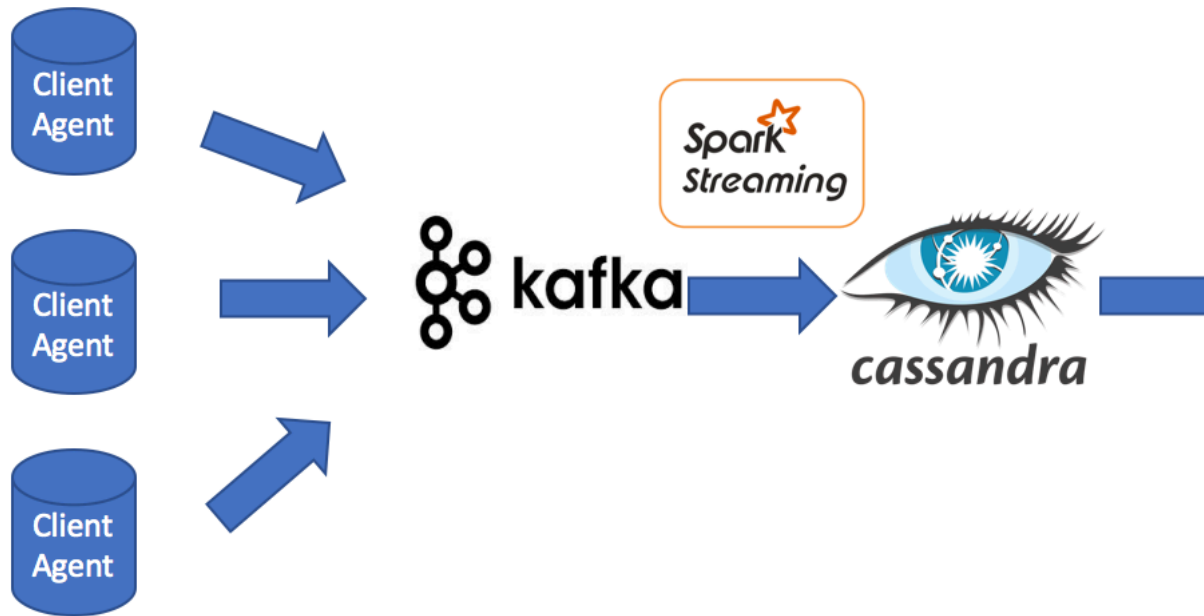 Client
Agent
Client
Agent
Client
Agent
kafka
Spark
Streaming
cassandra